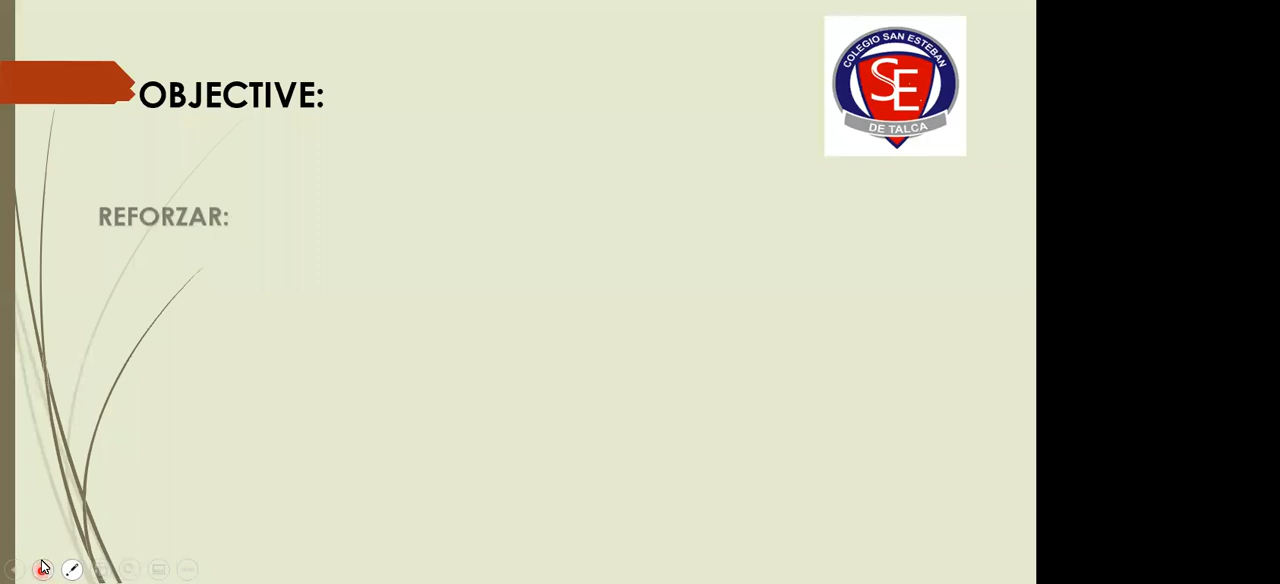 OBJECTIVE:
COLEGIO SAN ESTEBAN
SE
DE TALCA
REFORZAR: